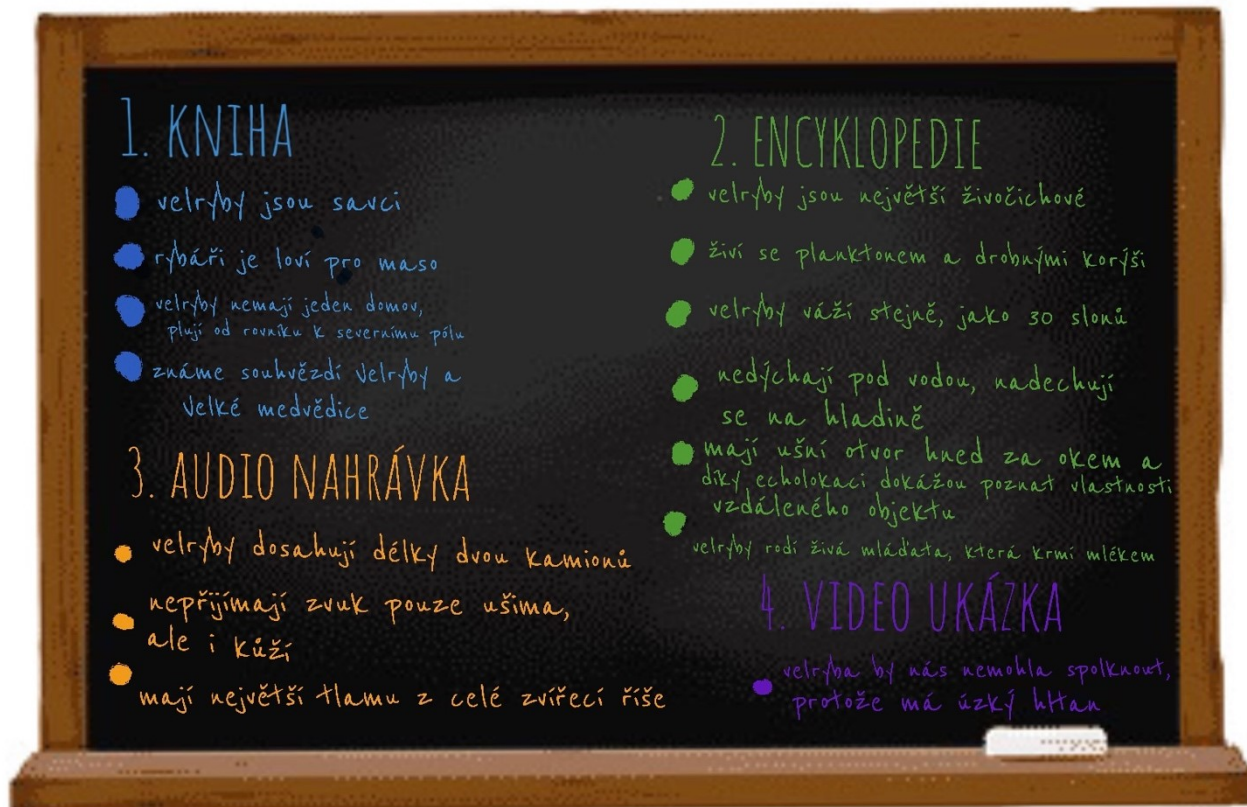 1. KNIHA
velryby jsou savci
rybáři je loví pro maso
velryby nemají jeden domov,
plují od rovníku k severnímu pólu
známe souhvězdí Velryby a
Velké medvědice
2. ENCYKLOPEDIE
velryby jsou největší živočichové
živí se planktonem a drobnými korýši
velryby váží stejně, jako 30 slonů
nedýchají pod vodou, nadechují
se na hladině
mají ušní otvor hned za okem a
díky echolokaci dokážou poznat vlastnosti
vzdáleného objektu
velryby rodí živá mláďata, která krmí mlékem
3. AUDIO NAHRÁVKA
velryby dosahují délky dvou kamionů
nepřijímají zvuk pouze ušima,
ale i kůží
mají největší tlamu z celé zvířecí říše
4. VIDEO UKÁZKA
velryba by nás nemohla spolknout,
protože má úzký hltan